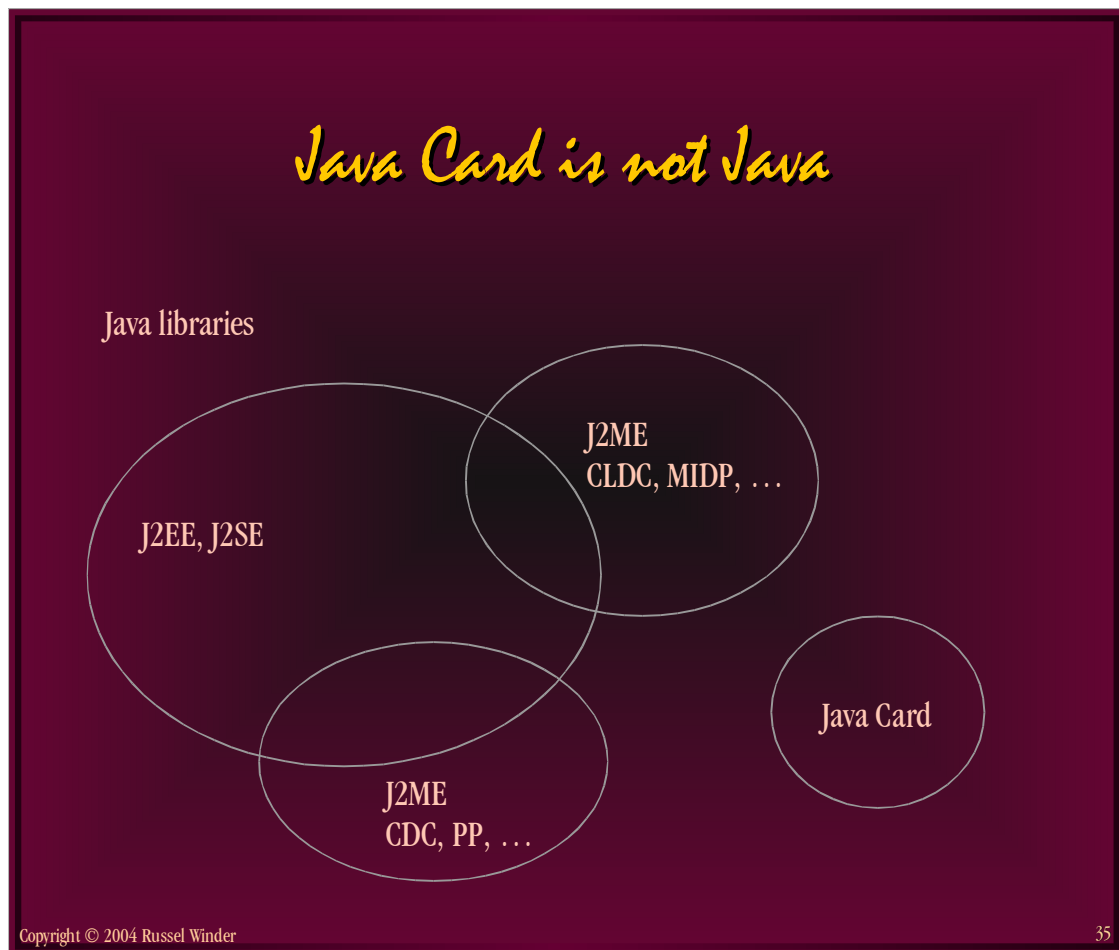 Java Card is not Java
Java libraries
J2ME
CLDC, MIDP, ...
J2EE, J2SE
Java Card
J2ME
CDC, PP, ...
Copyright © 2004 Russel Winder
35